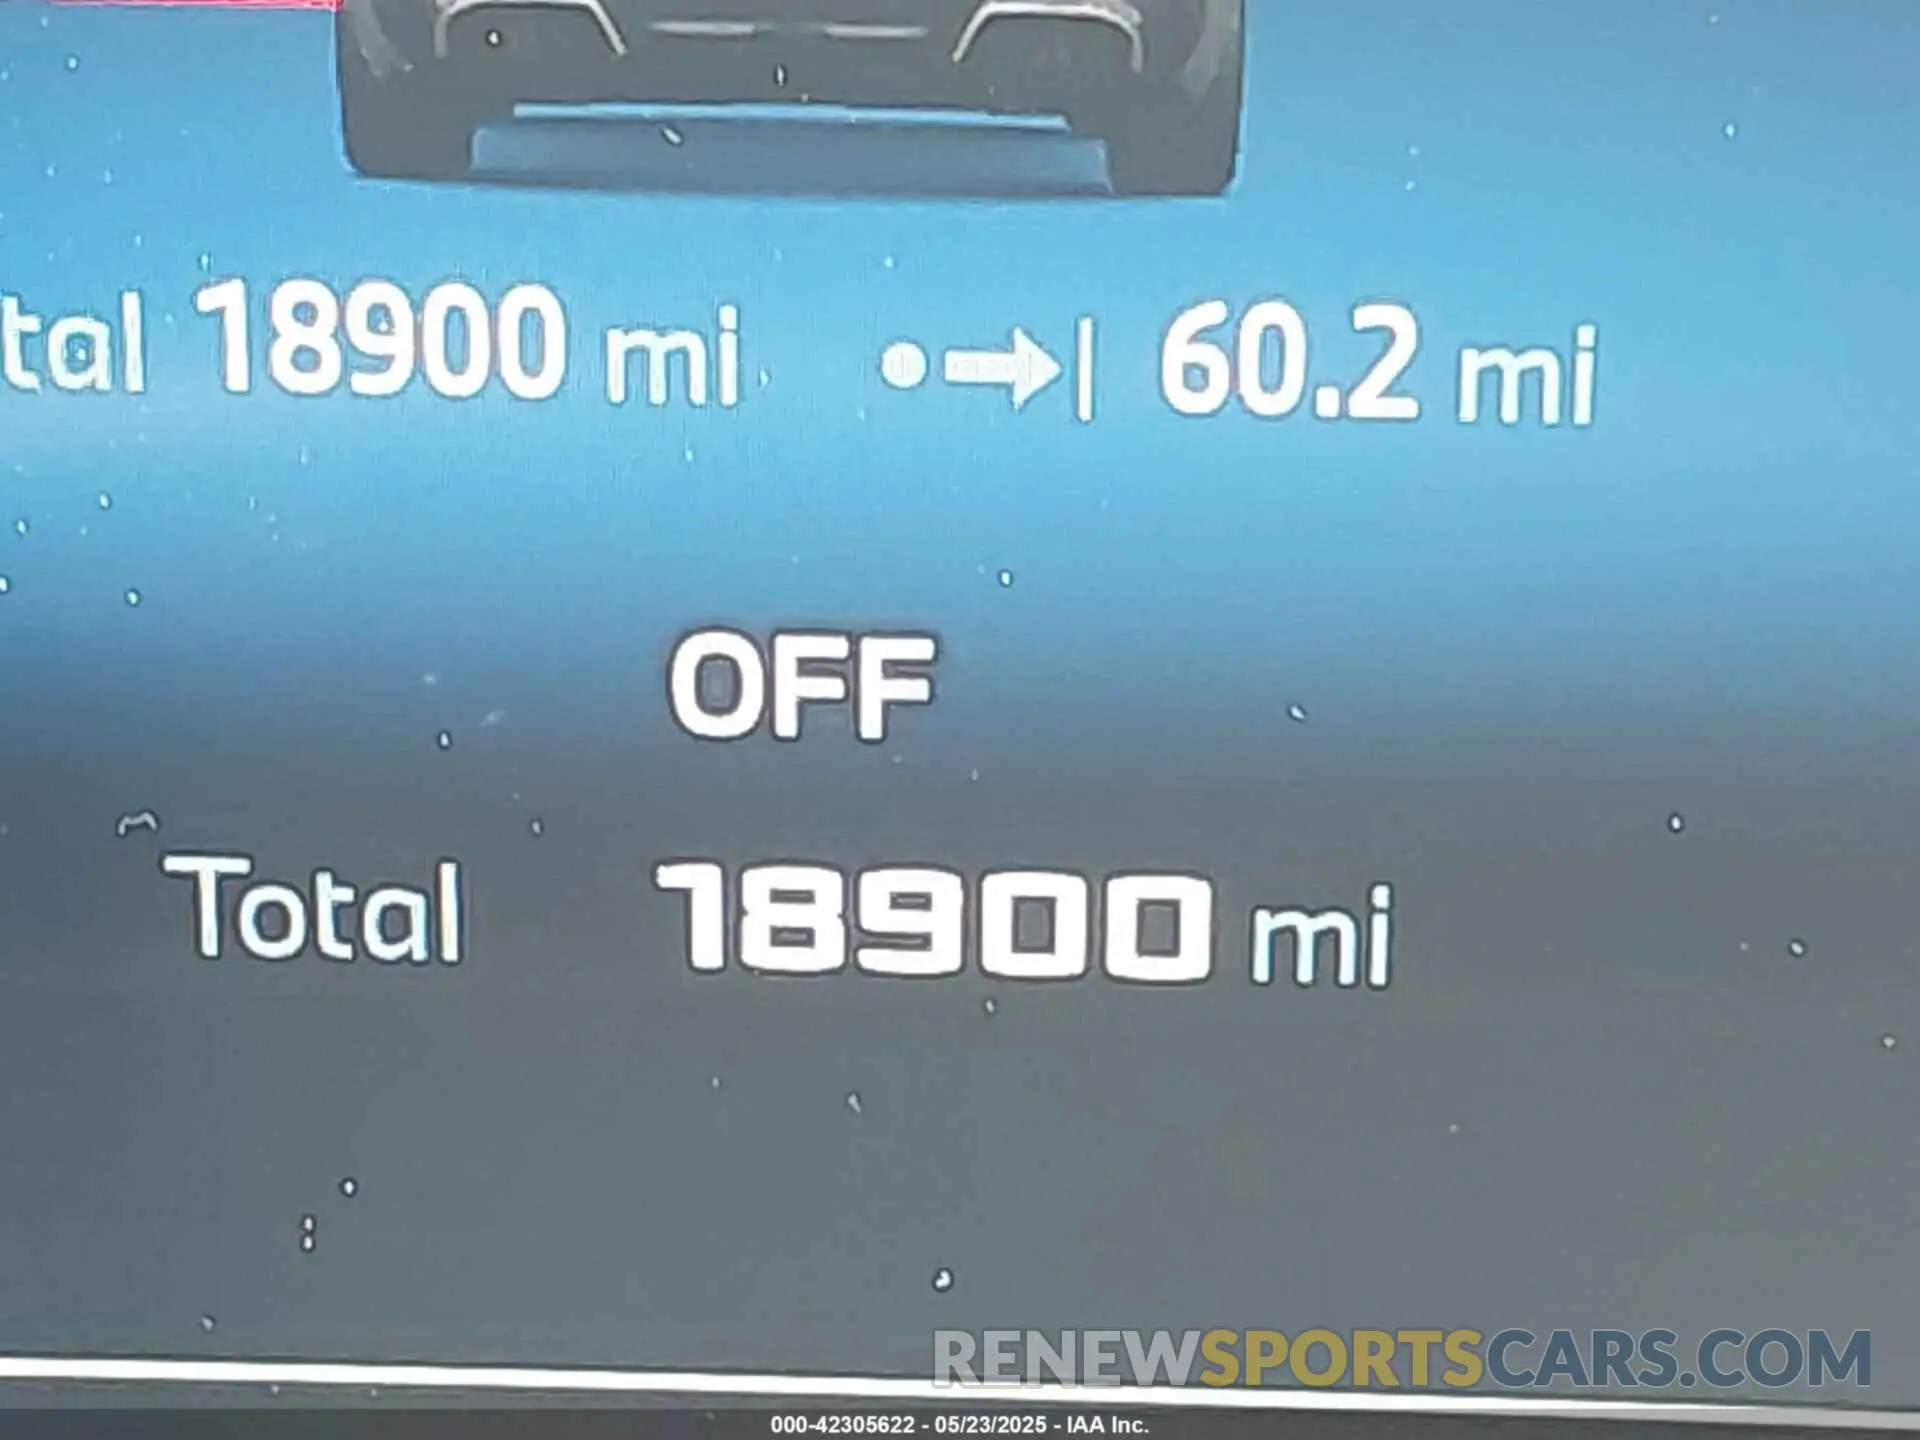 tal 18900 mi 60.2 mi
OFF
Total 18900 mi
RENEWSPORTSCARS.COM
000-42305622 - 05/23/2025 - IAA Inc.